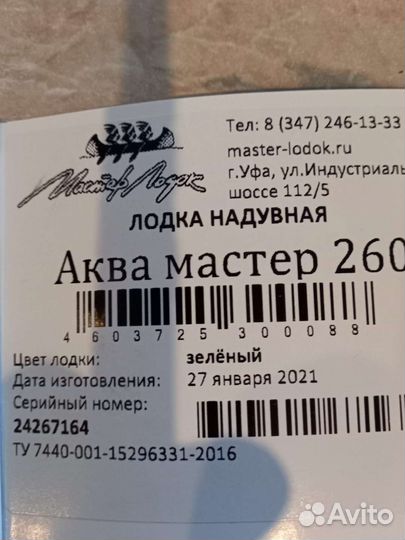 Мастер Лодок
Тел: 8 (347) 246-13-33
master-lodok.ru
г.Уфа, ул.Индустриаль
шоссе 112/5
ЛОДКА НАДУВНАЯ
Аква мастер 260
4 603725 300088
Цвет лодки: зелёный
Дата изготовления: 27 января 2021
Серийный номер:
24267164
ТУ 7440-001-15296331-2016
Avito